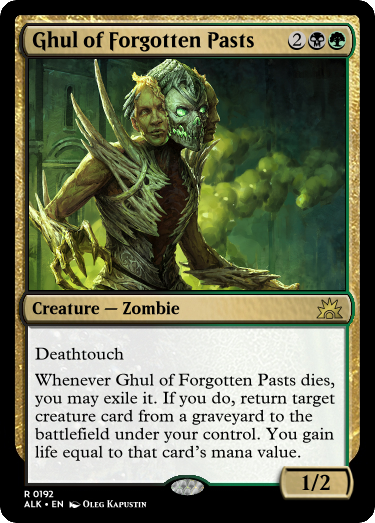 Ghul of Forgotten Pasts 2
Creature — Zombie
Deathtouch
Whenever Ghul of Forgotten Pasts dies,
you may exile it. If you do, return target
creature card from a graveyard to the
battlefield under your control. You gain
life equal to that card's mana value.
1/2
R 0192
ALK • EN Oleg Kapustin